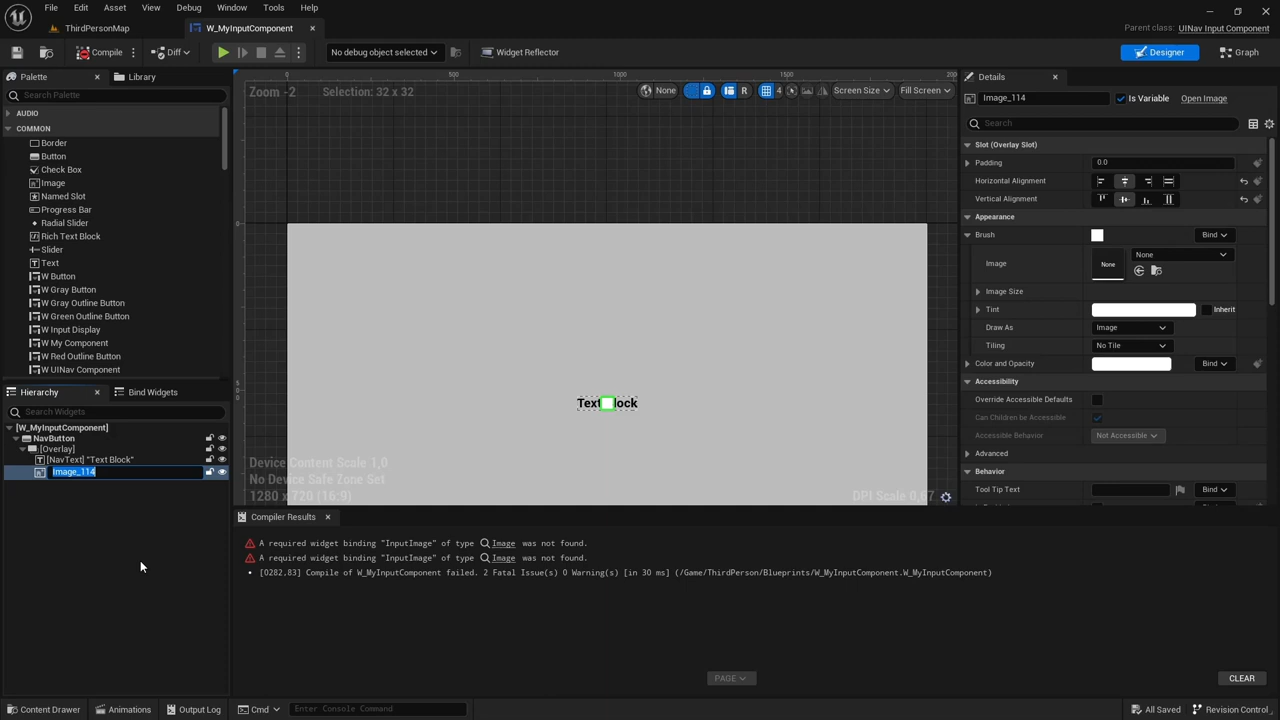 File Edit Asset View Debug Window Tools Help
ThirdPersonMap
W_MyInputComponent
Parent class: UINav Input Component
Compile
Diff
No debug object selected
Widget Reflector
Designer
Graph
Palette
Library
Search Palette
AUDIO
COMMON
Border
Button
Check Box
Image
Named Slot
Progress Bar
Radial Slider
Rich Text Block
Slider
Text
W Button
W Gray Button
W Gray Outline Button
W Green Outline Button
W Input Display
W My Component
W Red Outline Button
W UINav Component
Hierarchy
Bind Widgets
Search Widgets
[W_MyInputComponent]
NavButton
[Overlay]
[NavText] "Text Block"
Image_114
0 500 1000 1500 200
Zoom -2
Selection: 32 x 32
None
R
4
Screen Size
Fill Screen
Device Content Scale 1,0
No Device Safe Zone Set
1280 x 720 (16:9)
DPI Scale 0,67
Compiler Results
A required widget binding "InputImage" of type Image was not found.
A required widget binding "InputImage" of type Image was not found.
[0282,83] Compile of W_MyInputComponent failed. 2 Fatal Issue(s) 0 Warning(s) [in 30 ms] (/Game/ThirdPerson/Blueprints/W_MyInputComponent.W_MyInputComponent)
PAGE
CLEAR
Details
Image_114
Is Variable
Open Image
Search
Slot (Overlay Slot)
Padding
0.0
Horizontal Alignment
Vertical Alignment
Appearance
Brush
Bind
Image
None
None
Image Size
Tint
Inherit
Draw As
Image
Tiling
No Tile
Color and Opacity
Bind
Accessibility
Override Accessible Defaults
Can Children be Accessible
Accessible Behavior
Not Accessible
Advanced
Behavior
Tool Tip Text
Bind
Content Drawer
Animations
Output Log
Cmd
Enter Console Command
All Saved
Revision Control